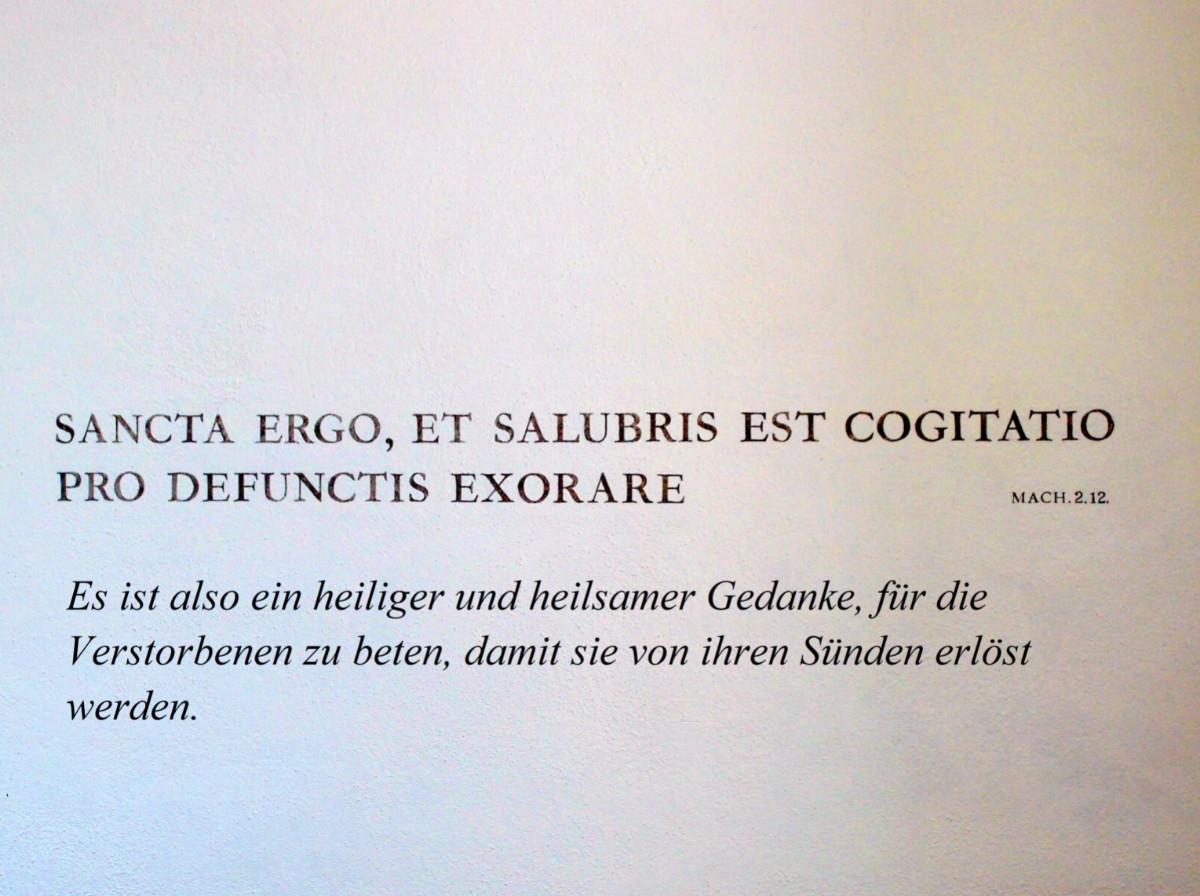 SANCTA ERGO, ET SALUBRIS EST COGITATIO
PRO DEFUNCTIS EXORARE
MACH.2.12.
Es ist also ein heiliger und heilsamer Gedanke, für die
Verstorbenen zu beten, damit sie von ihren Sünden erlöst
werden.